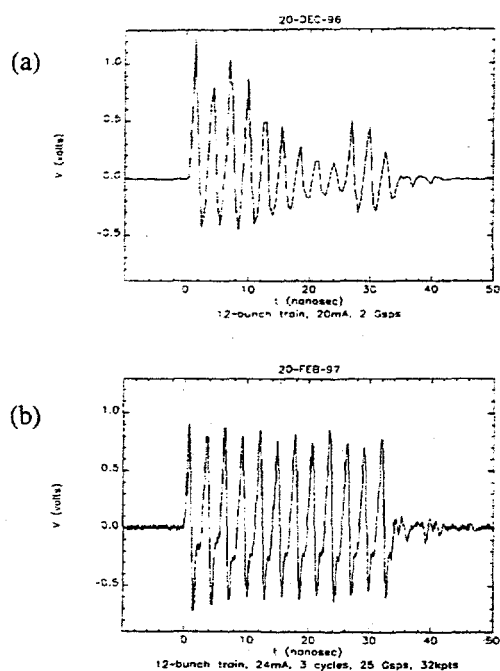 (a)
20-DEC-96
V (volts)
1.0
0.5
0.0
-0.5
0 10 20 30 40 50
t (nanosec)
12-bunch train, 20mA, 2 Gsps
(b)
20-FEB-97
V (volts)
1.0
0.5
0.0
-0.5
0 10 20 30 40 50
t (nanosec)
12-bunch train, 24mA, 3 cycles, 25 Gsps, 32kpts